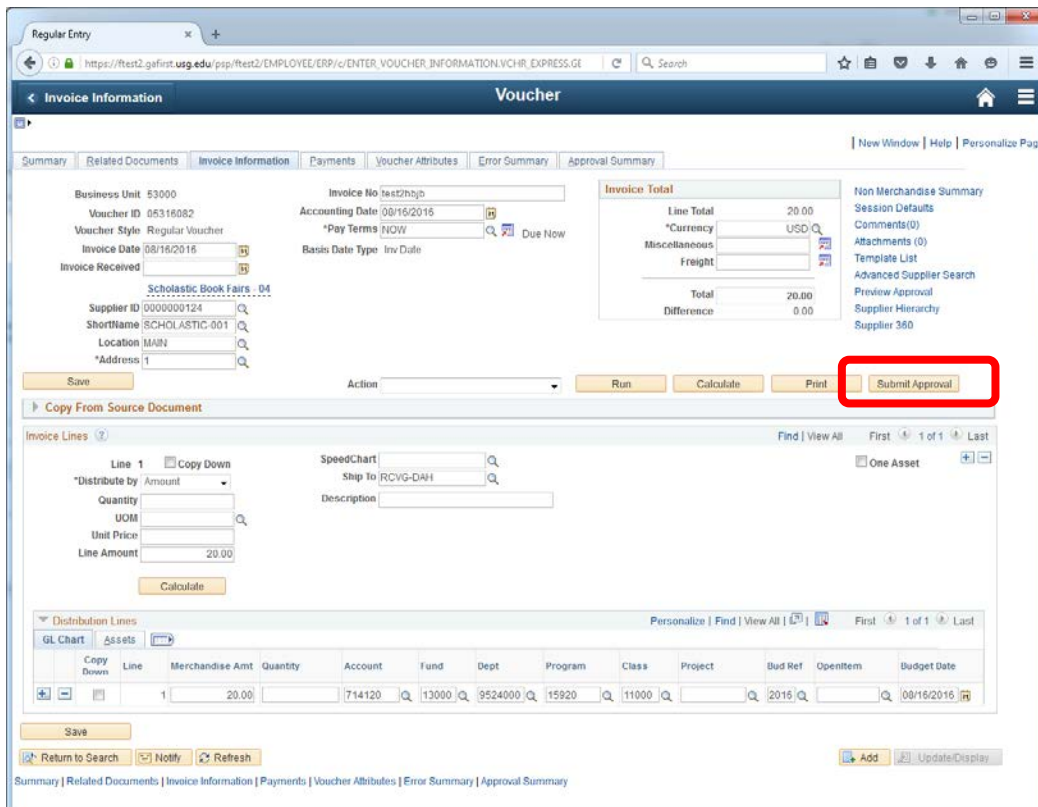 Regular Entry
https://ftest2.gafirst.usg.edu/psp/ftest2/EMPLOYEE/ERP/c/ENTER_VOUCHER_INFORMATION.VCHR_EXPRESS.GE Search
Invoice Information Voucher
New Window | Help | Personalize Pag
Summary Related Documents Invoice Information Payments Voucher Attributes Error Summary Approval Summary
Business Unit 53000 Invoice No test2hbjb Invoice Total Non Merchandise Summary
Voucher ID 05316082 Accounting Date 08/16/2016 Line Total 20.00 Session Defaults
Voucher Style Regular Voucher *Pay Terms NOW Due Now *Currency USD Comments(0)
Invoice Date 08/16/2016 Basis Date Type Inv Date Miscellaneous Attachments (0)
Invoice Received Freight Template List
Scholastic Book Fairs - 04 Advanced Supplier Search
Supplier ID 0000000124 Total 20.00 Preview Approval
ShortName SCHOLASTIC-001 Difference 0.00 Supplier Hierarchy
Location MAIN Supplier 360
*Address 1
Save Action Run Calculate Print Submit Approval
Copy From Source Document
Invoice Lines Find | View All First 1 of 1 Last
Line 1 Copy Down SpeedChart One Asset
*Distribute by Amount Ship To RCVG-DAH
Quantity Description
UOM
Unit Price
Line Amount 20.00
Calculate
Distribution Lines Personalize | Find | View All | First 1 of 1 Last
GL Chart Assets
Copy Down Line Merchandise Amt Quantity Account Fund Dept Program Class Project Bud Ref OpenItem Budget Date
1 20.00 714120 13000 9524000 15920 11000 2016 08/16/2016
Save
Return to Search Notify Refresh Add Update/Display
Summary | Related Documents | Invoice Information | Payments | Voucher Attributes | Error Summary | Approval Summary